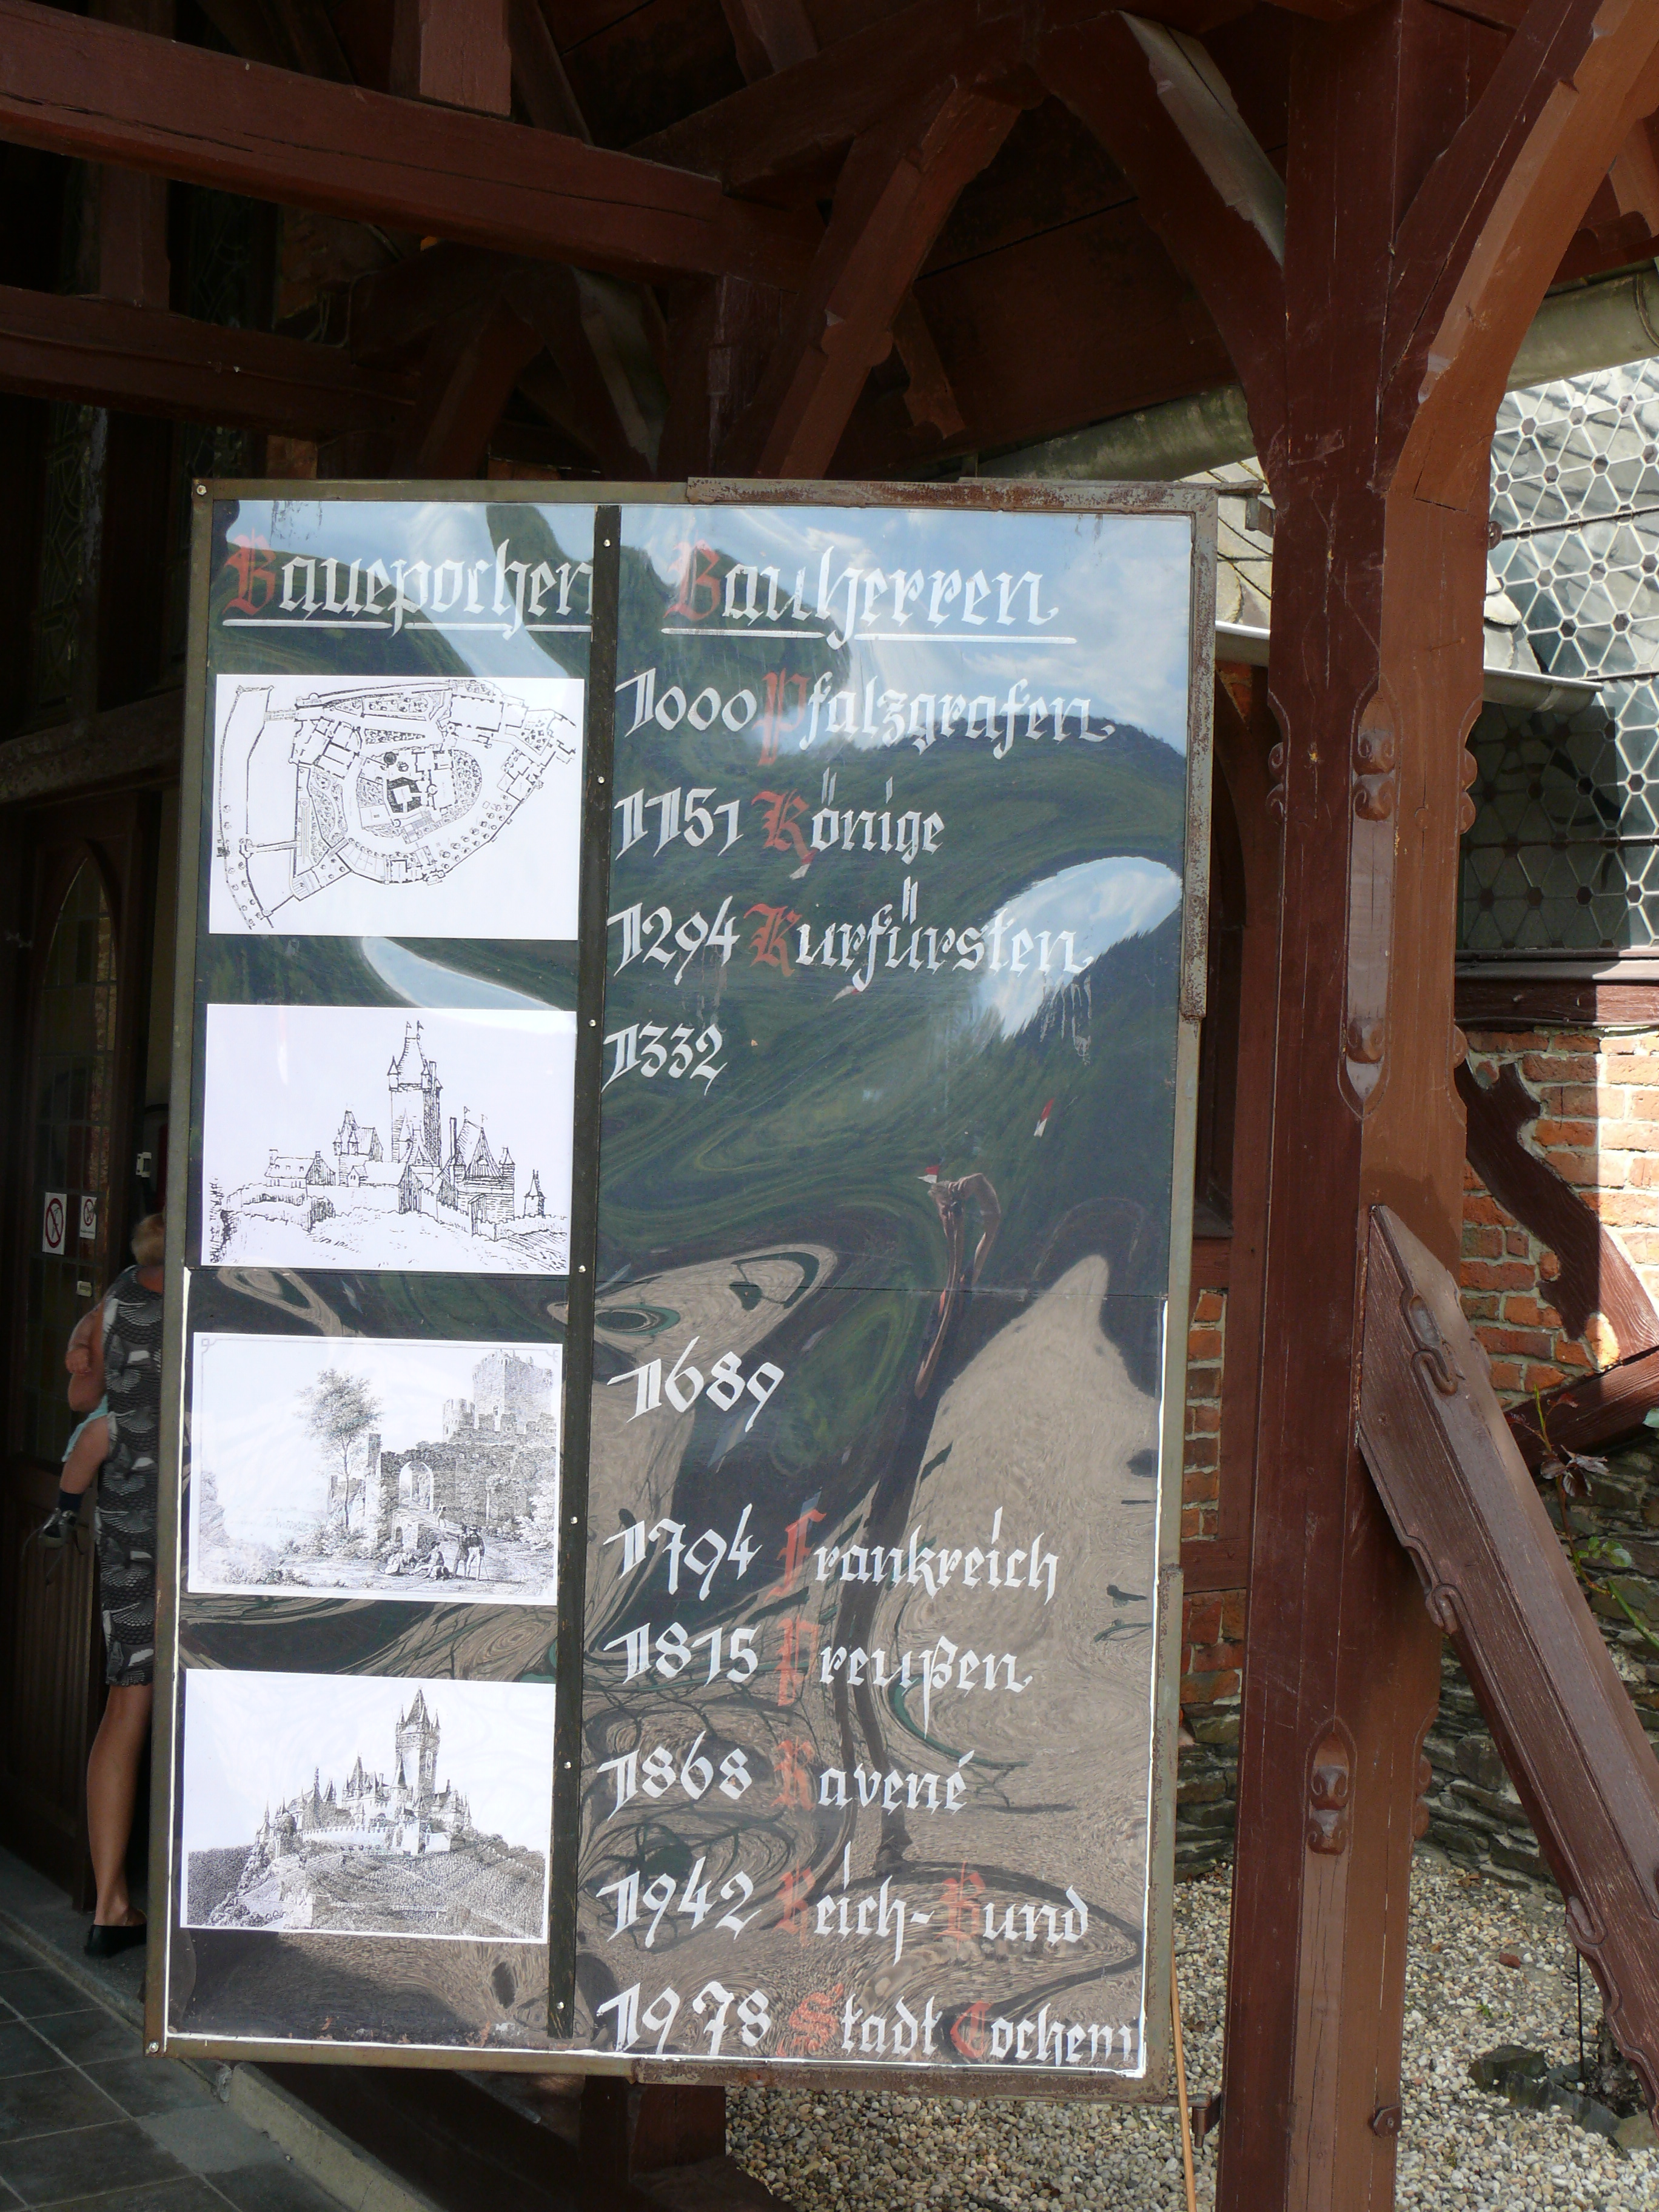 Bauepochen
Bauherren
1000 Pfalzgrafen
1151 Könige
1294 Kurfürsten
1332
1689
1794 Frankreich
1815 Preußen
1868 Ravené
1942 Reich-Bund
1978 Stadt Cochem